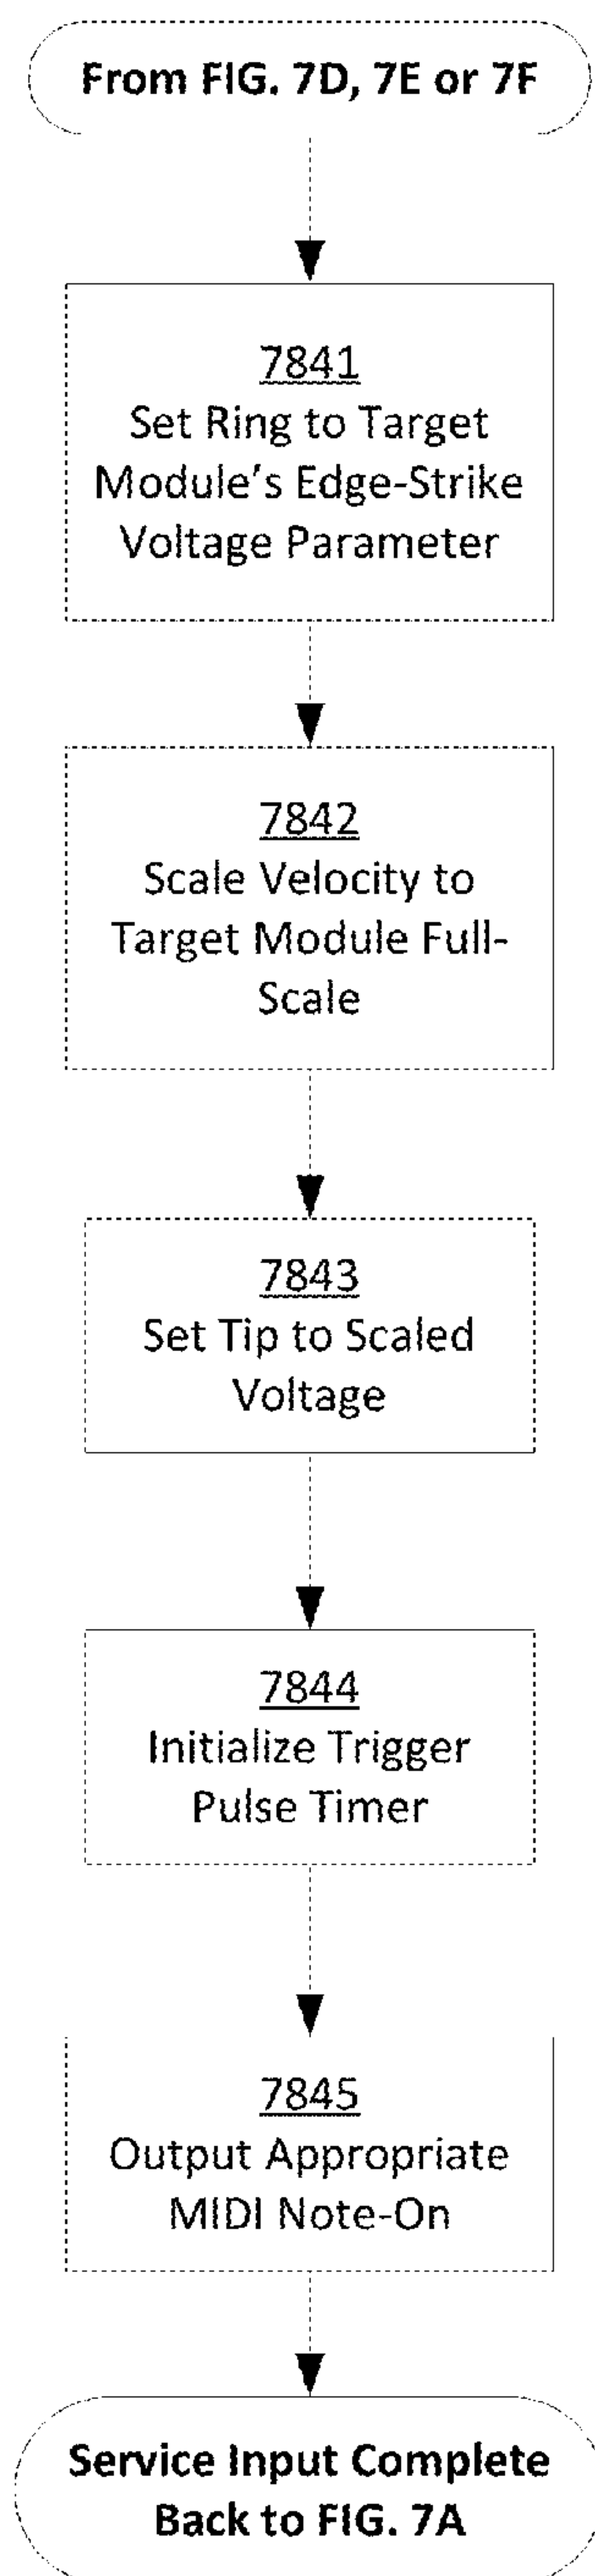 From FIG. 7D, 7E or 7F
7841
Set Ring to Target
Module's Edge-Strike
Voltage Parameter
7842
Scale Velocity to
Target Module Full-
Scale
7843
Set Tip to Scaled
Voltage
7844
Initialize Trigger
Pulse Timer
7845
Output Appropriate
MIDI Note-On
Service Input Complete
Back to FIG. 7A